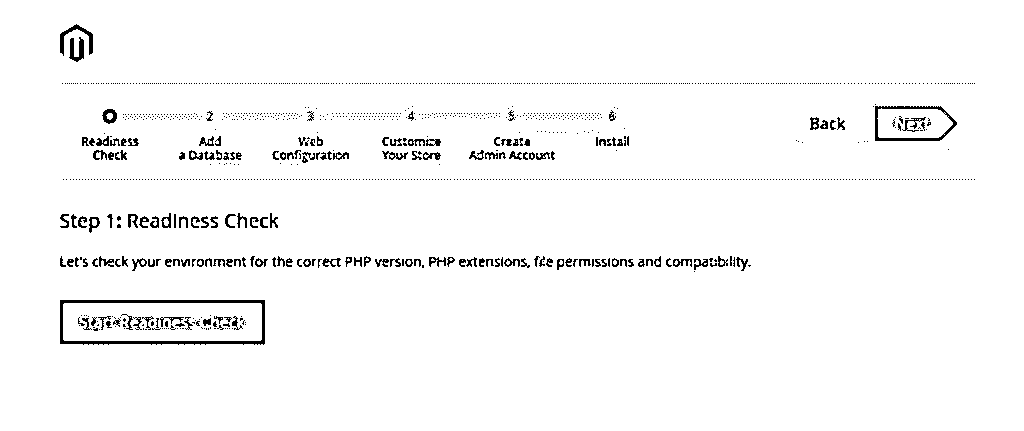 2 3 4 5 6
Readiness Check
Add a Database
Web Configuration
Customize Your Store
Create Admin Account
Install
Back
Next
Step 1: Readiness Check
Let's check your environment for the correct PHP version, PHP extensions, file permissions and compatibility.
Start Readiness Check